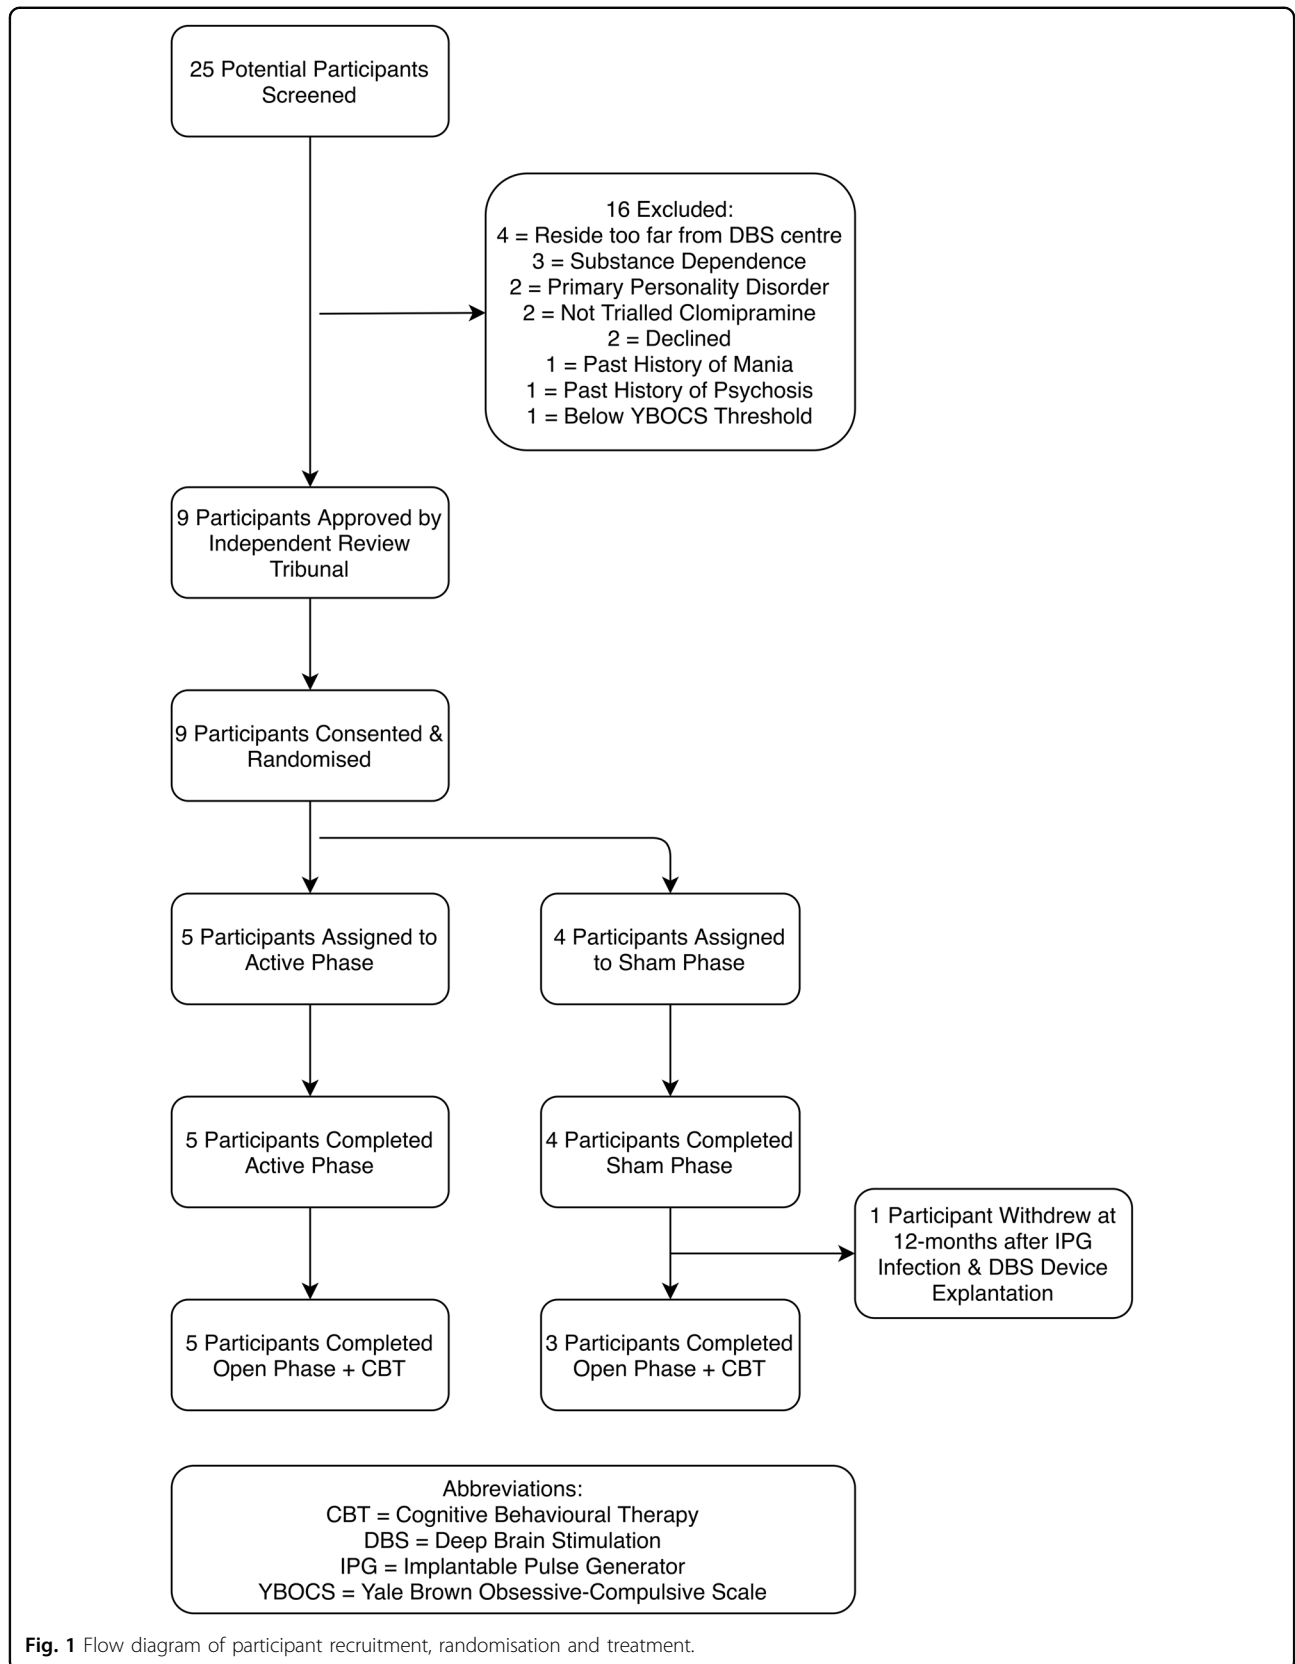 25 Potential Participants
Screened
16 Excluded:
4 = Reside too far from DBS centre
3 = Substance Dependence
2 = Primary Personality Disorder
2 = Not Trialled Clomipramine
2 = Declined
1 = Past History of Mania
1 = Past History of Psychosis
1 = Below YBOCS Threshold
9 Participants Approved by
Independent Review
Tribunal
9 Participants Consented &
Randomised
5 Participants Assigned to
Active Phase
4 Participants Assigned
to Sham Phase
5 Participants Completed
Active Phase
4 Participants Completed
Sham Phase
1 Participant Withdrew at
12-months after IPG
Infection & DBS Device
Explantation
5 Participants Completed
Open Phase + CBT
3 Participants Completed
Open Phase + CBT
Abbreviations:
CBT = Cognitive Behavioural Therapy
DBS = Deep Brain Stimulation
IPG = Implantable Pulse Generator
YBOCS = Yale Brown Obsessive-Compulsive Scale
Fig. 1 Flow diagram of participant recruitment, randomisation and treatment.